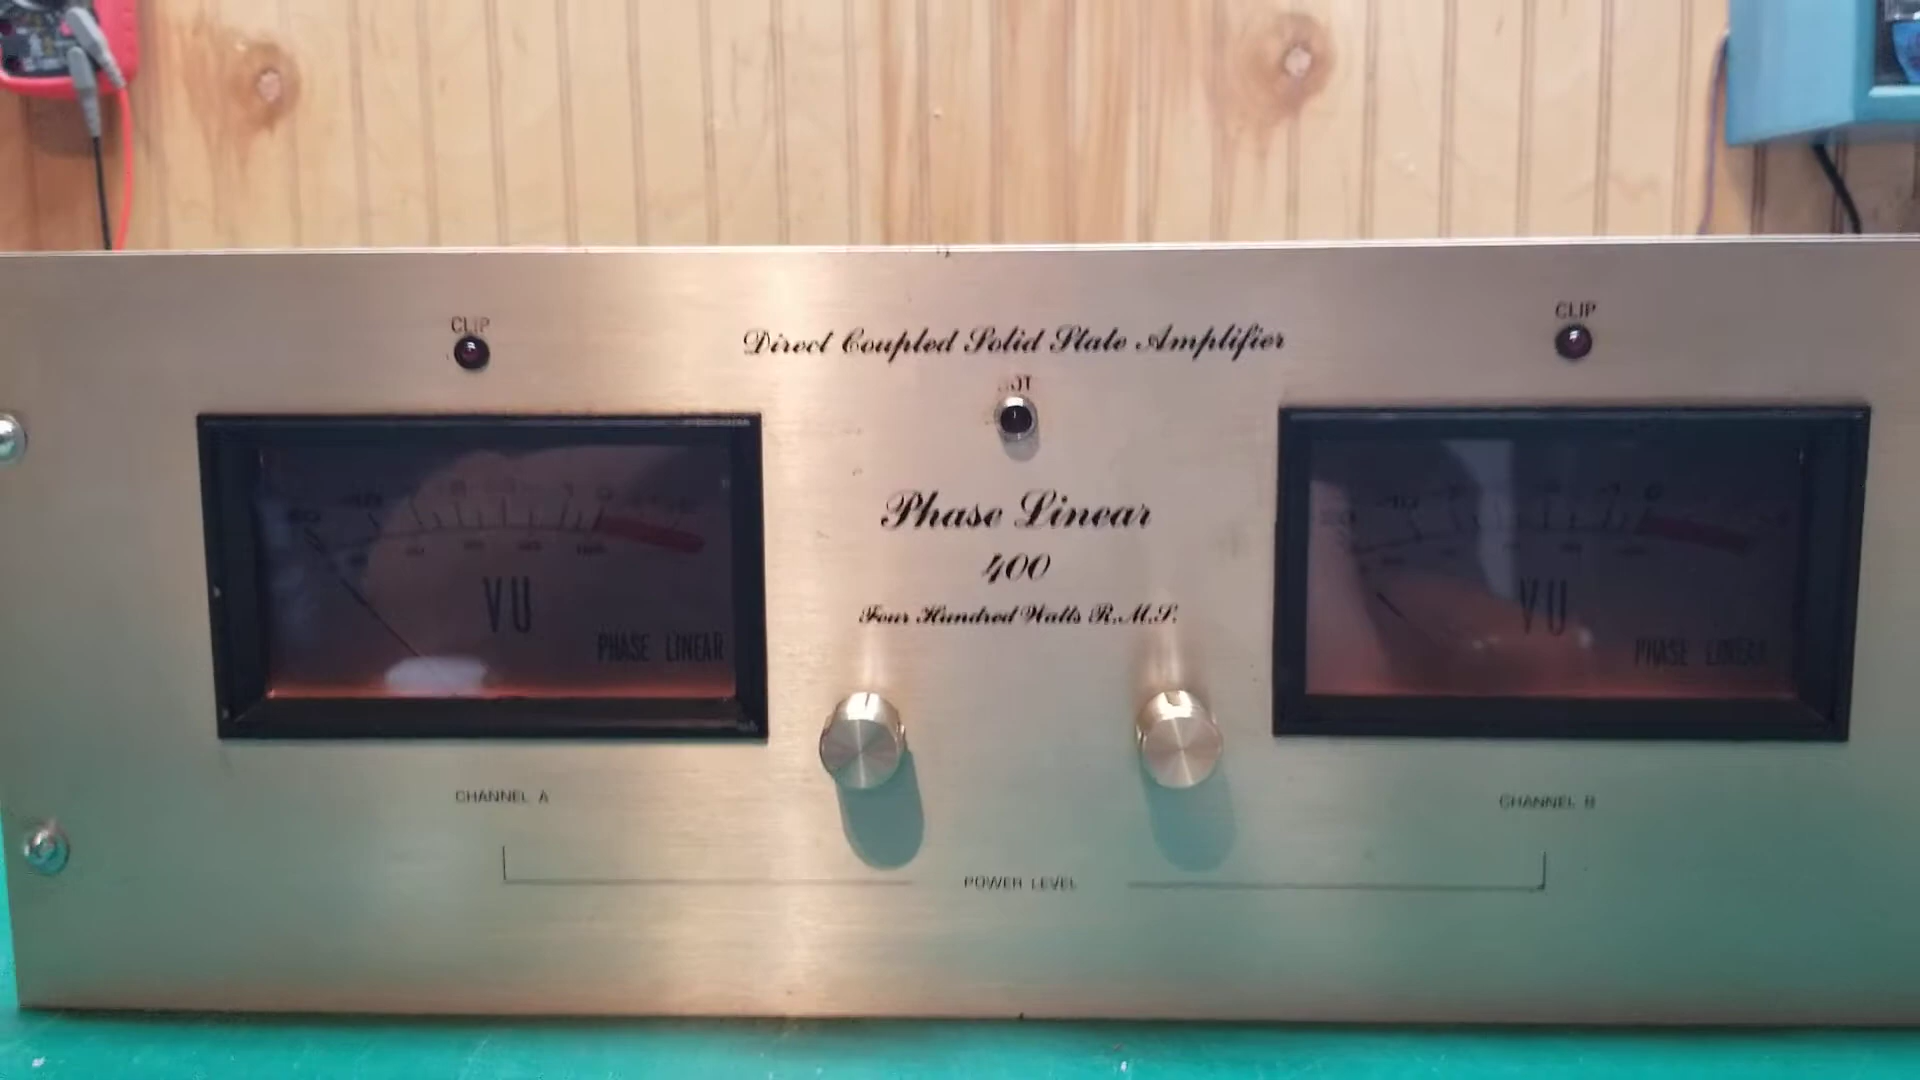 CLIP
CLIP
Direct Coupled Solid State Amplifier
Phase Linear
400
Four Hundred Watts R.M.S.
VU
PHASE LINEAR
VU
PHASE LINEAR
CHANNEL A
CHANNEL B
POWER LEVEL